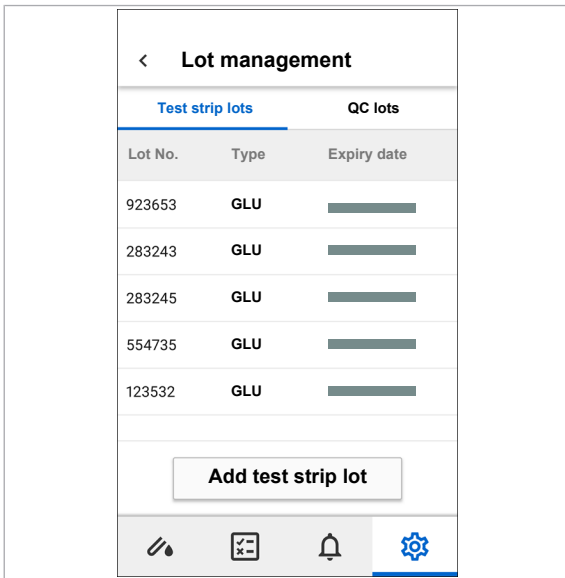 Lot management
Test strip lots QC lots
Lot No. Type Expiry date
923653 GLU
283243 GLU
283245 GLU
554735 GLU
123532 GLU
Add test strip lot